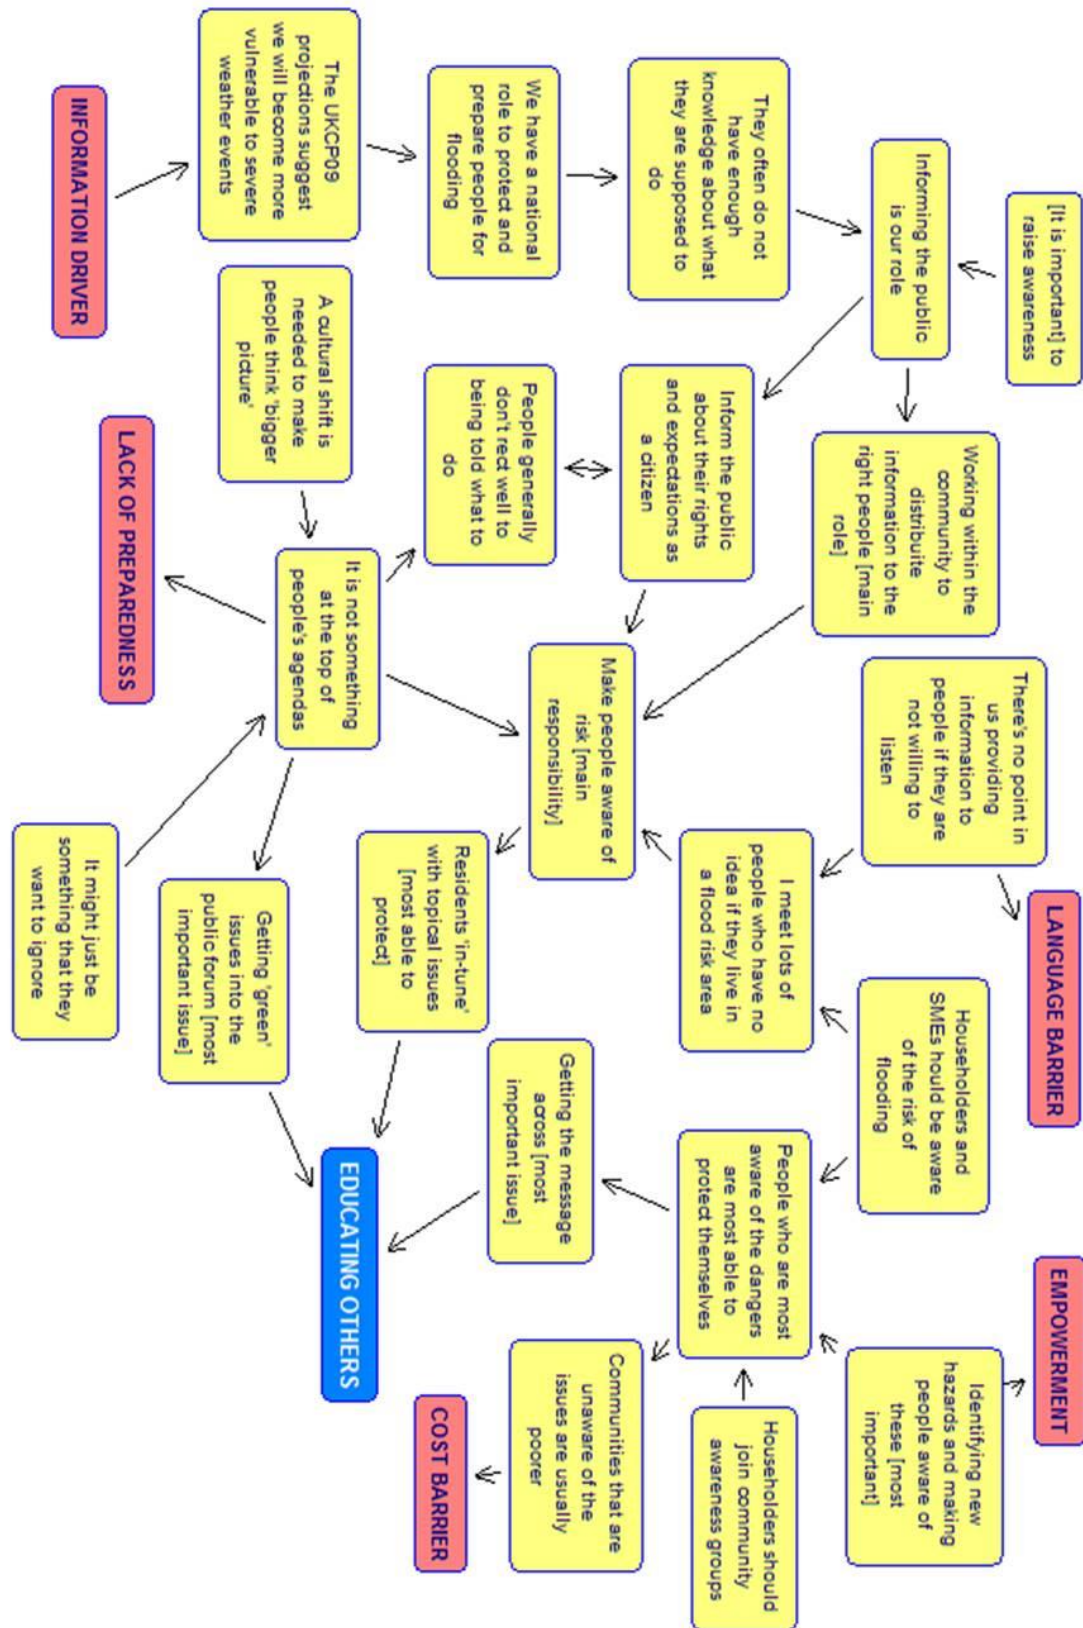 [It is important] to
raise awareness
LANGUAGE BARRIER
EMPOWERMENT
Informing the public
is our role
Working within the
community to
distribuite
information to the
right people [main
role]
There's no point in
us providing
information to
people if they are
not willing to
listen
Householders and
SMEs hould be aware
of the risk of
flooding
Identifying new
hazards and making
people aware of
these [most
important]
They often do not
have enough
knowledge about what
they are supposed to
do
Inform the public
about their rights
and expectations as
a citizen
I meet lots of
people who have no
idea if they live in
a flood risk area
People who are most
aware of the dangers
are most able to
protect themselves
Householders should
join community
awareness groups
We have a national
role to protect and
prepare people for
flooding
People generally
don't rect well to
being told what to
do
Make people aware of
risk [main
responsibility]
Getting the message
across [most
important issue]
Communities that are
unaware of the
issues are usually
poorer
The UKCP09
projections suggest
we will become more
vulnerable to severe
weather events
A cultural shift is
needed to make
people think 'bigger
picture'
It is not something
at the top of
people's agendas
Residents 'in-tune'
with topical issues
[most able to
protect]
EDUCATING OTHERS
COST BARRIER
INFORMATION DRIVER
LACK OF PREPAREDNESS
Getting 'green'
issues into the
public forum [most
important issue]
It might just be
something that they
want to ignore